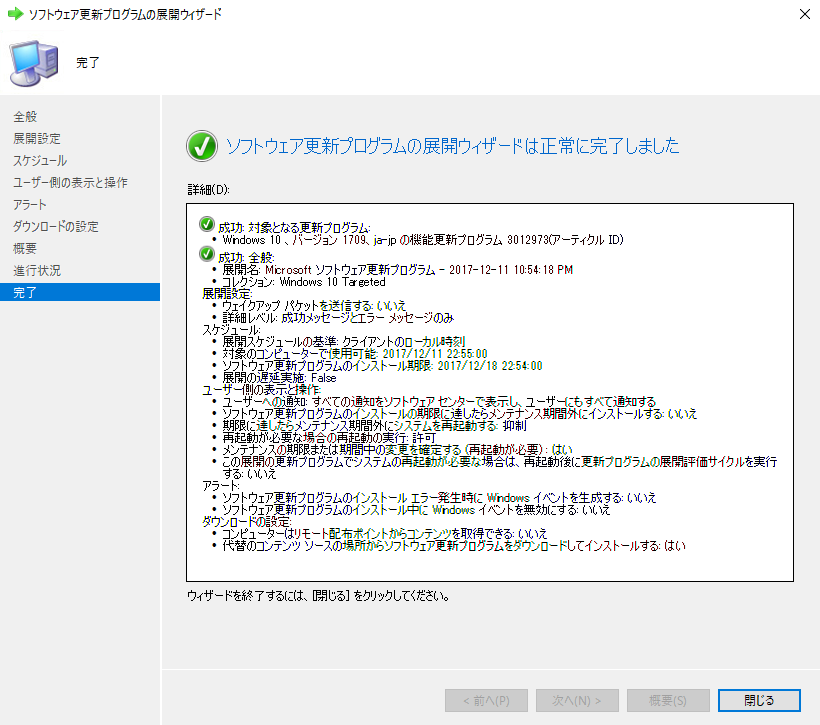 ソフトウェア更新プログラムの展開ウィザード
完了
全般
展開設定
スケジュール
ユーザー側の表示と操作
アラート
ダウンロードの設定
概要
進行状況
完了
ソフトウェア更新プログラムの展開ウィザードは正常に完了しました
詳細(D):
成功: 対象となる更新プログラム:
• Windows 10 、バージョン 1709、ja-jp の機能更新プログラム 3012973(アーティクル ID)
成功: 全般:
• 展開名: Microsoft ソフトウェア更新プログラム - 2017-12-11 10:54:18 PM
• コレクション: Windows 10 Targeted
展開設定:
• ウェイクアップ パケットを送信する: いいえ
• 詳細レベル: 成功メッセージとエラー メッセージのみ
スケジュール:
• 展開スケジュールの基準: クライアントのローカル時刻
• 対象のコンピューターで使用可能: 2017/12/11 22:55:00
• ソフトウェア更新プログラムのインストール期限: 2017/12/18 22:54:00
• 展開の遅延実施: False
ユーザー側の表示と操作:
• ユーザーへの通知: すべての通知をソフトウェア センターで表示し、ユーザーにもすべて通知する
• ソフトウェア更新プログラムのインストールの期限に達したらメンテナンス期間外にインストールする: いいえ
• 期限に達したらメンテナンス期間外にシステムを再起動する: 抑制
• 再起動が必要な場合の再起動の実行: 許可
• メンテナンスの期限または期間中の変更を確定する (再起動が必要) : はい
• この展開の更新プログラムでシステムの再起動が必要な場合は、再起動後に更新プログラムの展開評価サイクルを実行
する: いいえ
アラート:
• ソフトウェア更新プログラムのインストール エラー発生時に Windows イベントを生成する: いいえ
• ソフトウェア更新プログラムのインストール中に Windows イベントを無効にする: いいえ
ダウンロードの設定:
• コンピューターはリモート配布ポイントからコンテンツを取得できる: いいえ
• 代替のコンテンツ ソースの場所からソフトウェア更新プログラムをダウンロードしてインストールする: はい
ウィザードを終了するには、[閉じる] をクリックしてください。
< 前へ(P)
次へ(N) >
概要(S)
閉じる